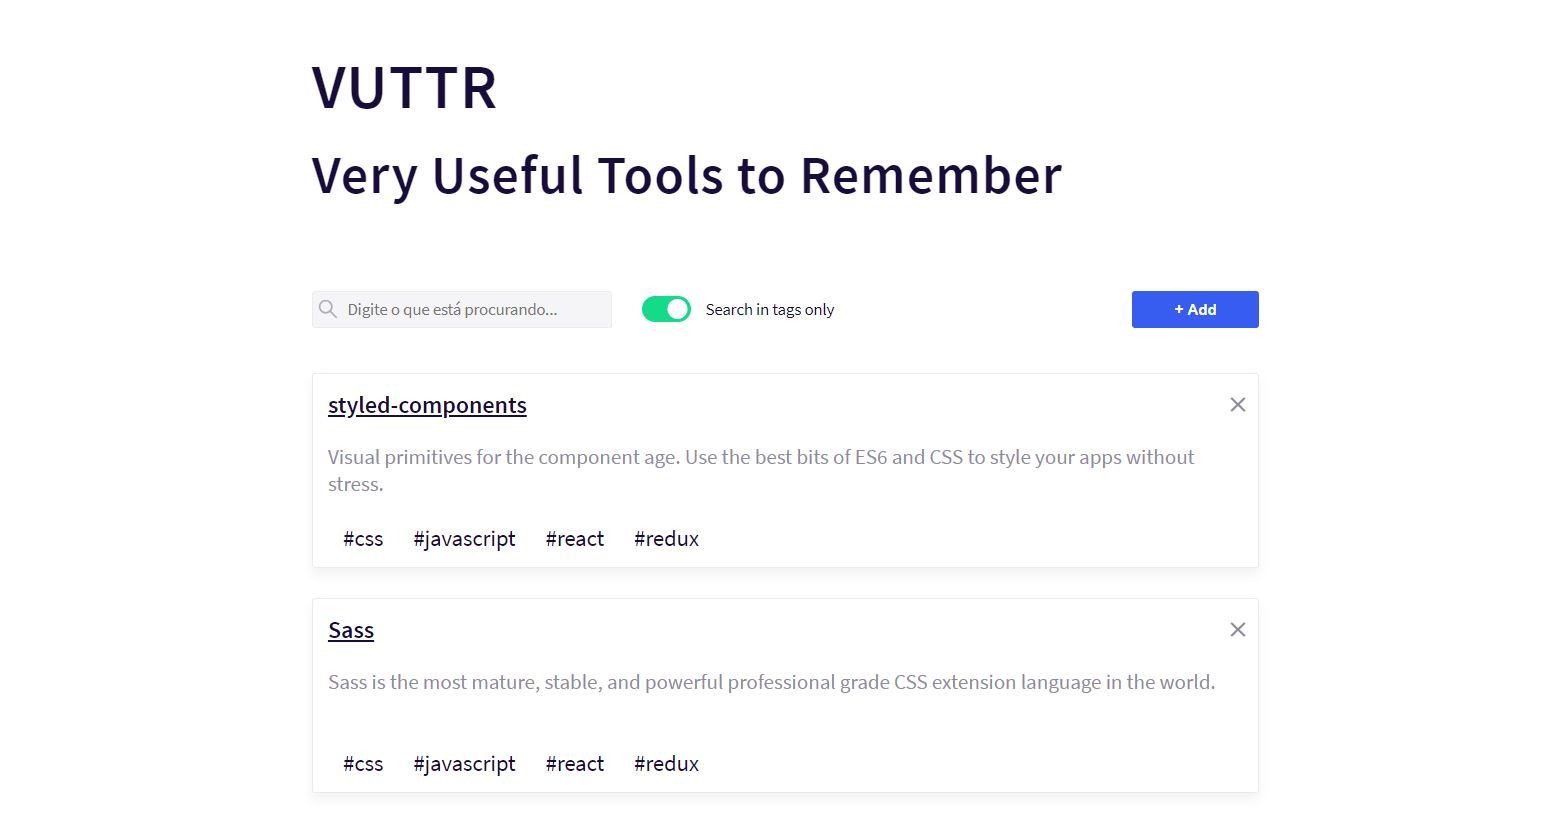 VUTTR
Very Useful Tools to Remember
Digite o que está procurando...
Search in tags only
+ Add
styled-components
Visual primitives for the component age. Use the best bits of ES6 and CSS to style your apps without
stress.
#css #javascript #react #redux
Sass
Sass is the most mature, stable, and powerful professional grade CSS extension language in the world.
#css #javascript #react #redux